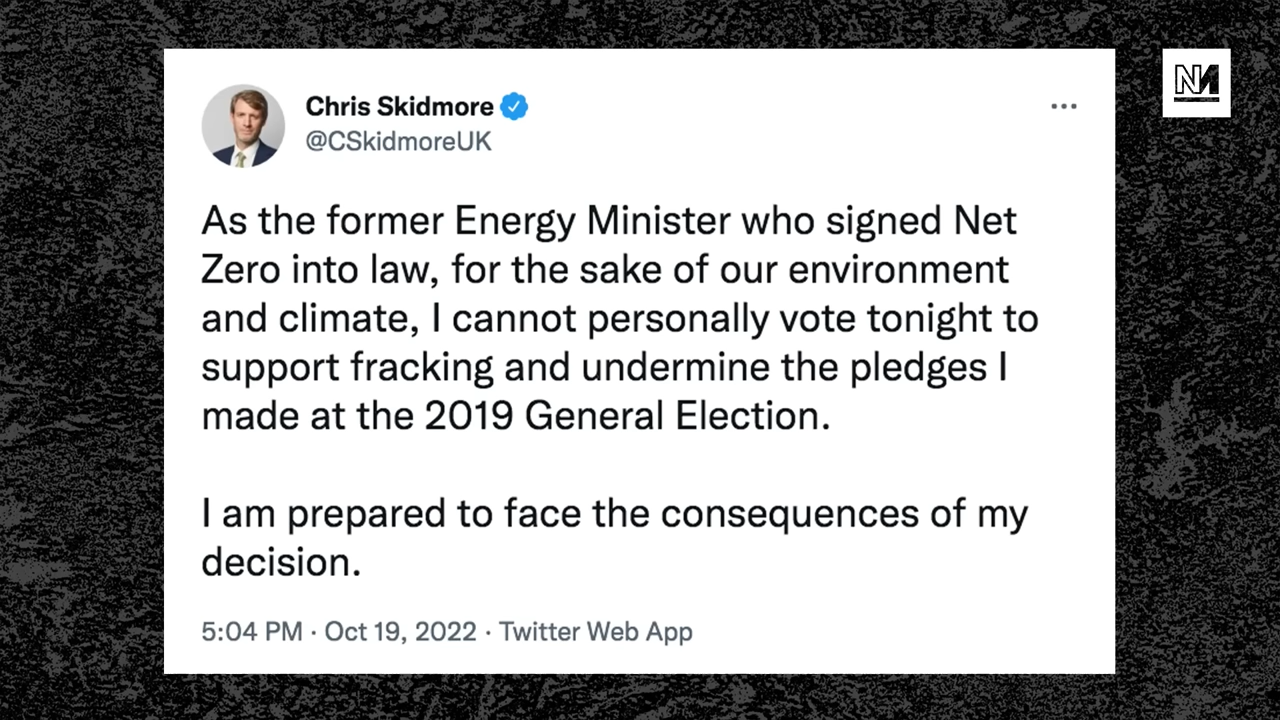 Chris Skidmore
@CSkidmoreUK
As the former Energy Minister who signed Net
Zero into law, for the sake of our environment
and climate, I cannot personally vote tonight to
support fracking and undermine the pledges I
made at the 2019 General Election.
I am prepared to face the consequences of my
decision.
5:04 PM · Oct 19, 2022 · Twitter Web App
NM